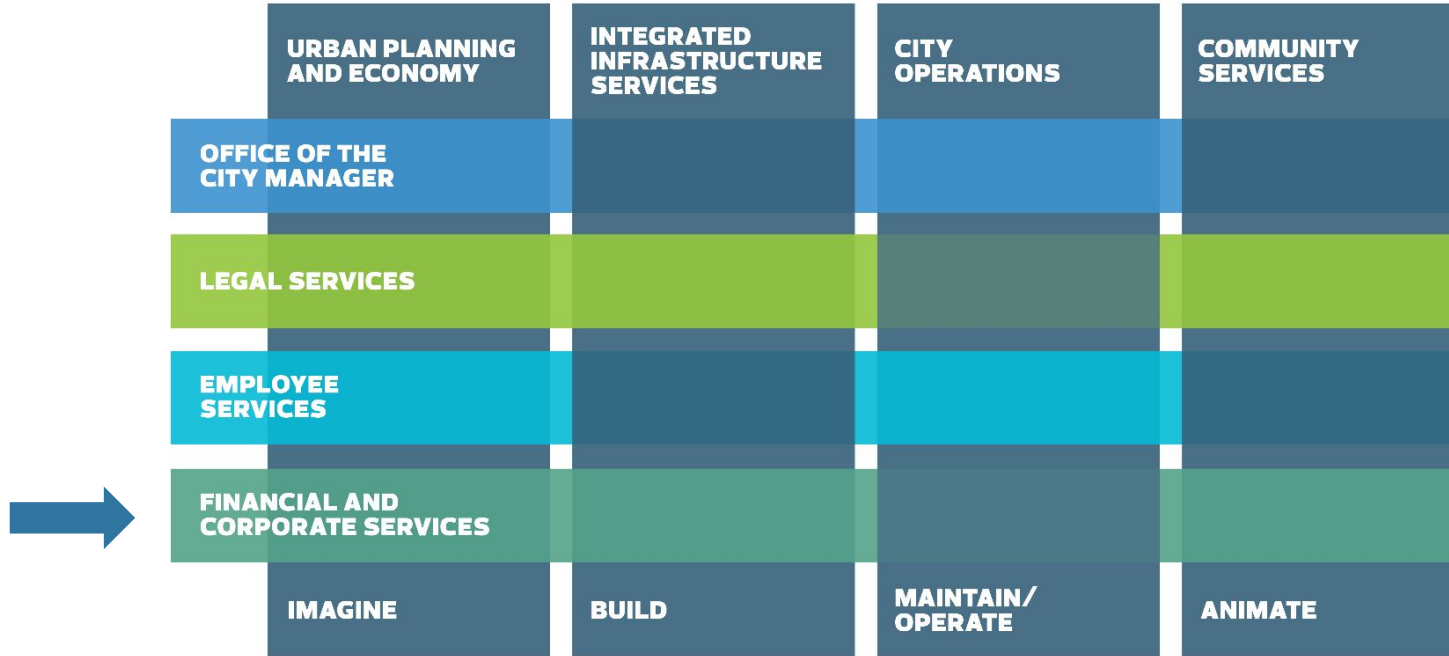 URBAN PLANNING
AND ECONOMY
INTEGRATED
INFRASTRUCTURE
SERVICES
CITY
OPERATIONS
COMMUNITY
SERVICES
OFFICE OF THE
CITY MANAGER
LEGAL SERVICES
EMPLOYEE
SERVICES
FINANCIAL AND
CORPORATE SERVICES
IMAGINE
BUILD
MAINTAIN/
OPERATE
ANIMATE